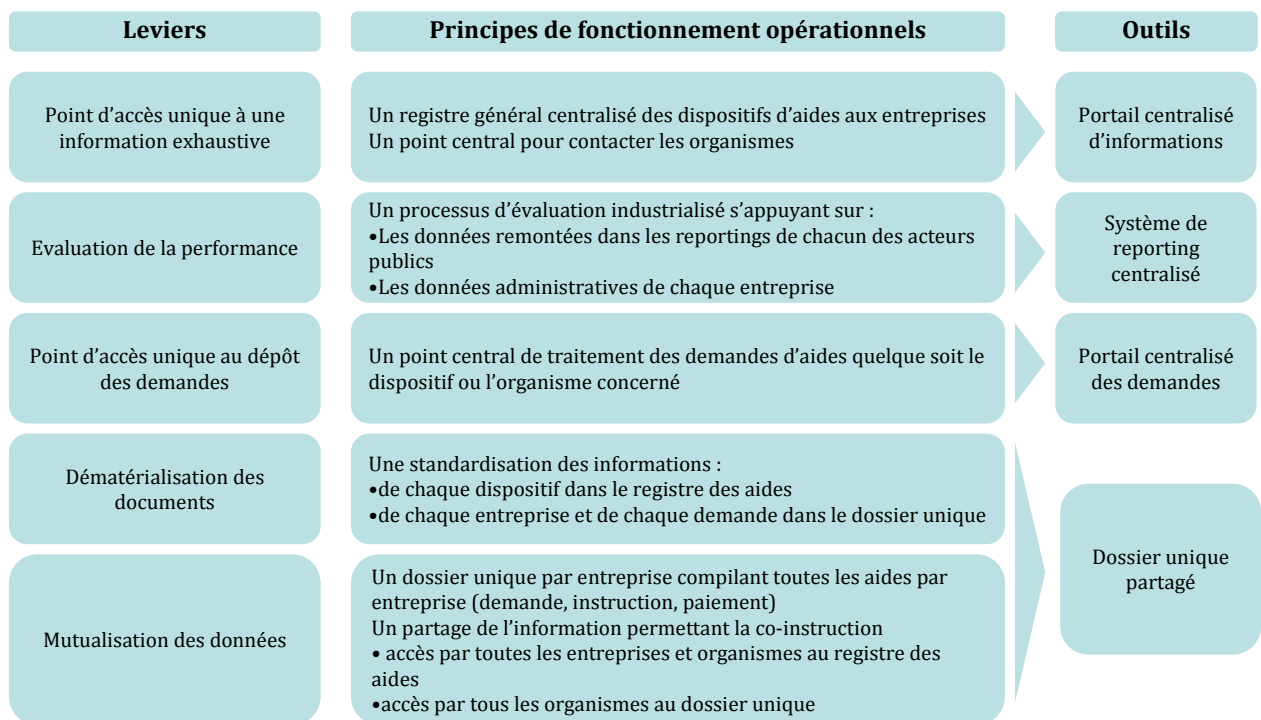 Leviers
Principes de fonctionnement opérationnels
Outils
Point d’accès unique à une
information exhaustive
Un registre général centralisé des dispositifs d’aides aux entreprises
Un point central pour contacter les organismes
Portail centralisé
d’informations
Evaluation de la performance
Un processus d’évaluation industrialisé s’appuyant sur :
•Les données remontées dans les reportings de chacun des acteurs
publics
•Les données administratives de chaque entreprise
Système de
reporting
centralisé
Point d’accès unique au dépôt
des demandes
Un point central de traitement des demandes d’aides quelque soit le
dispositif ou l’organisme concerné
Portail centralisé
des demandes
Dématérialisation des
documents
Une standardisation des informations :
•de chaque dispositif dans le registre des aides
•de chaque entreprise et de chaque demande dans le dossier unique
Mutualisation des données
Un dossier unique par entreprise compilant toutes les aides par
entreprise (demande, instruction, paiement)
Un partage de l’information permettant la co-instruction
• accès par toutes les entreprises et organismes au registre des
aides
•accès par tous les organismes au dossier unique
Dossier unique
partagé